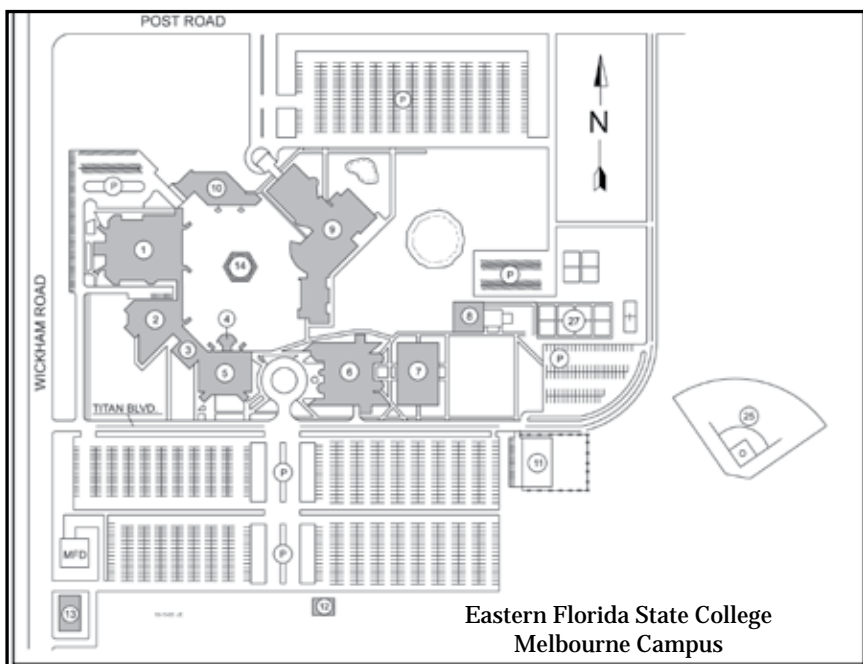 POST ROAD
P
N
10
P
9
1
14
WICKHAM ROAD
P
2
4
8
27
3
P
5
6
7
TITAN BLVD.
25
11
P
MFD
P
13
12
Eastern Florida State College
Melbourne Campus